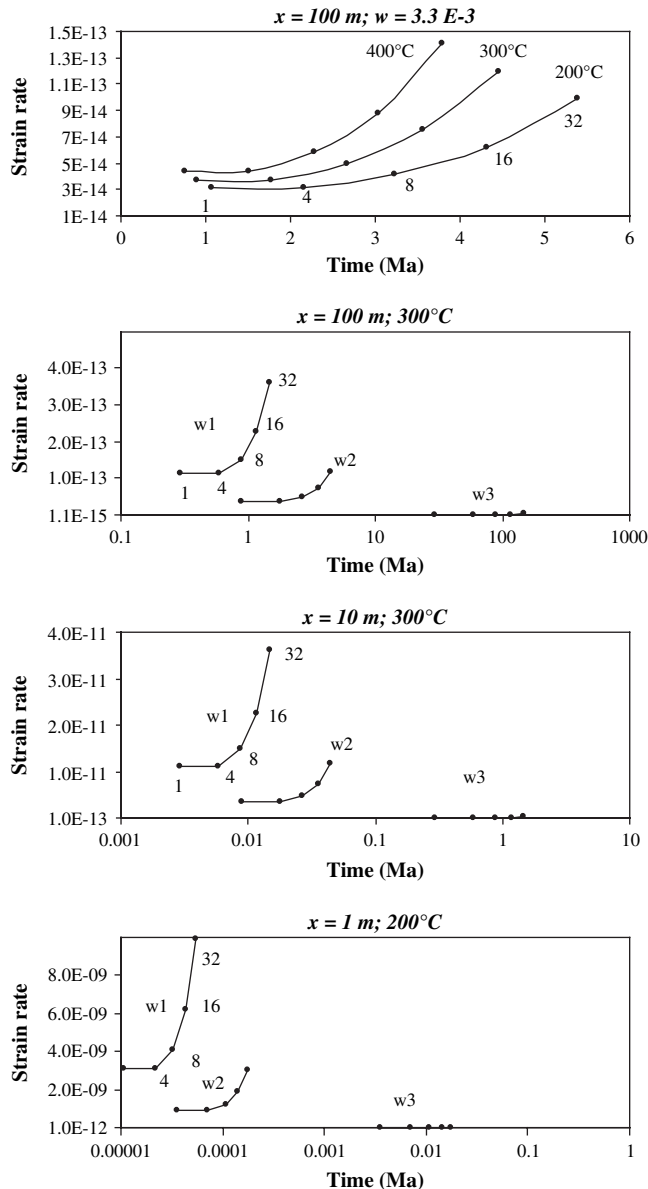 x = 100 m; w = 3.3 E-3
1.5E-13
1.3E-13
1.1E-13
9E-14
7E-14
5E-14
3E-14
1E-14
Strain rate
400°C
300°C
200°C
32
16
8
4
1
0 1 2 3 4 5 6
Time (Ma)
x = 100 m; 300°C
4.0E-13
3.0E-13
2.0E-13
1.0E-13
1.1E-15
Strain rate
32
w1 16
8
w2
1 4
w3
0.1 1 10 100 1000
Time (Ma)
x = 10 m; 300°C
4.0E-11
3.0E-11
2.0E-11
1.0E-11
1.0E-13
Strain rate
32
w1 16
w2
8
1 4
w3
0.001 0.01 0.1 1 10
Time (Ma)
x = 1 m; 200°C
8.0E-09
6.0E-09
4.0E-09
2.0E-09
1.0E-12
Strain rate
32
w1 16
8
4
w2
w3
0.00001 0.0001 0.001 0.01 0.1 1
Time (Ma)